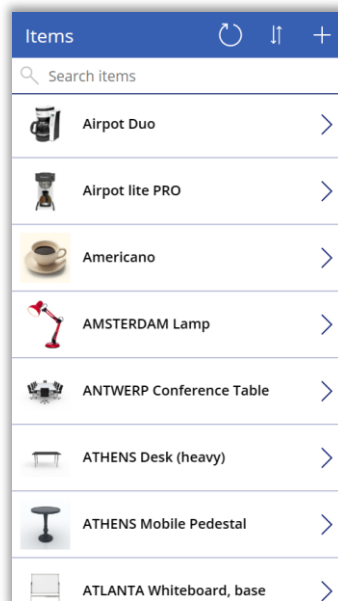 Items
Search items
Airpot Duo
Airpot lite PRO
Americano
AMSTERDAM Lamp
ANTWERP Conference Table
ATHENS Desk (heavy)
ATHENS Mobile Pedestal
ATLANTA Whiteboard, base